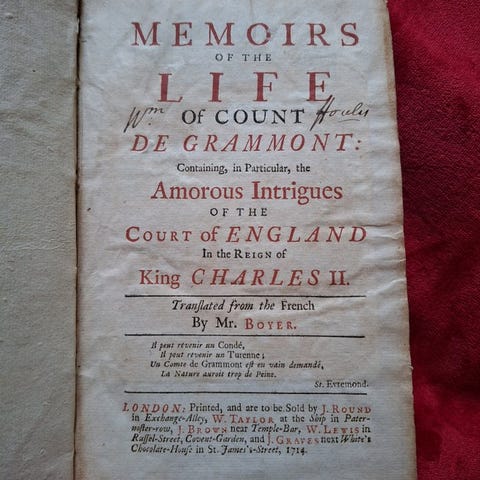 MEMOIRS
OF THE
LIFE
Wm
Of COUNT
DE GRAMMONT:
Containing, in Particular, the
Amorous Intrigues
OF THE
COURT of ENGLAND
In the REIGN of
King CHARLES II.
Tranſlated from the French
By Mr. BOYER.
Il peut revenir un Condé,
Il peut revenir un Turenne;
Un Comte de Grammont eſt en vain demandé,
La Nature auroit trop de Peine.
St. Evremond.
LONDON: Printed, and are to be Sold by J. ROUND
in Exchange-Alley, W. TAYLOR at the Ship in Pater-
noſter-row, J. BROWN near Temple-Bar, W. LEWIS in
Ruſſel-Street, Covent-Garden, and J. GRAVES next White's
Chocolate-Houſe in St. James's-Street, 1714.